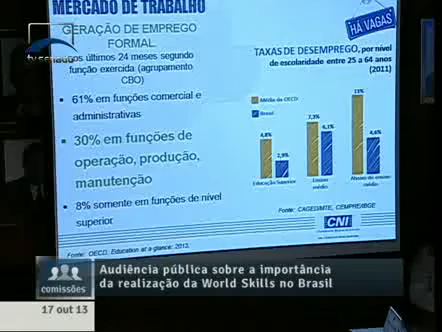 MERCADO DE TRABALHO
GERAÇÃO DE EMPREGO
FORMAL
nos últimos 24 meses segundo
função exercida (agrupamento
CBO)
• 61% em funções comercial e
administrativas
• 30% em funções de
operação, produção,
manutenção
• 8% somente em funções de nível
superior
Fonte: OECD. Education at a glance: 2013.
HÁ VAGAS
TAXAS DE DESEMPREGO, por nível
de escolaridade entre 25 a 64 anos
(2011)
Média da OECD
Brasil
4,8%
2,9%
7,3%
6,1%
13%
4,6%
Educação Superior
Ensino
médio
Abaixo do ensino
médio
Fonte: CAGED/MTE, CEMPRE/IBGE
CNI
tv senado
comissões
Audiência pública sobre a importância
da realização da World Skills no Brasil
17 out 13